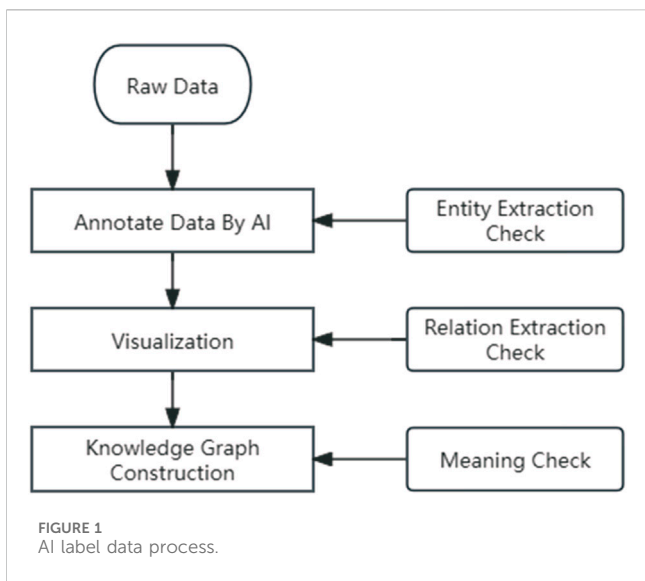 Raw Data
Annotate Data By AI
Entity Extraction
Check
Visualization
Relation Extraction
Check
Knowledge Graph
Construction
Meaning Check
FIGURE 1
AI label data process.